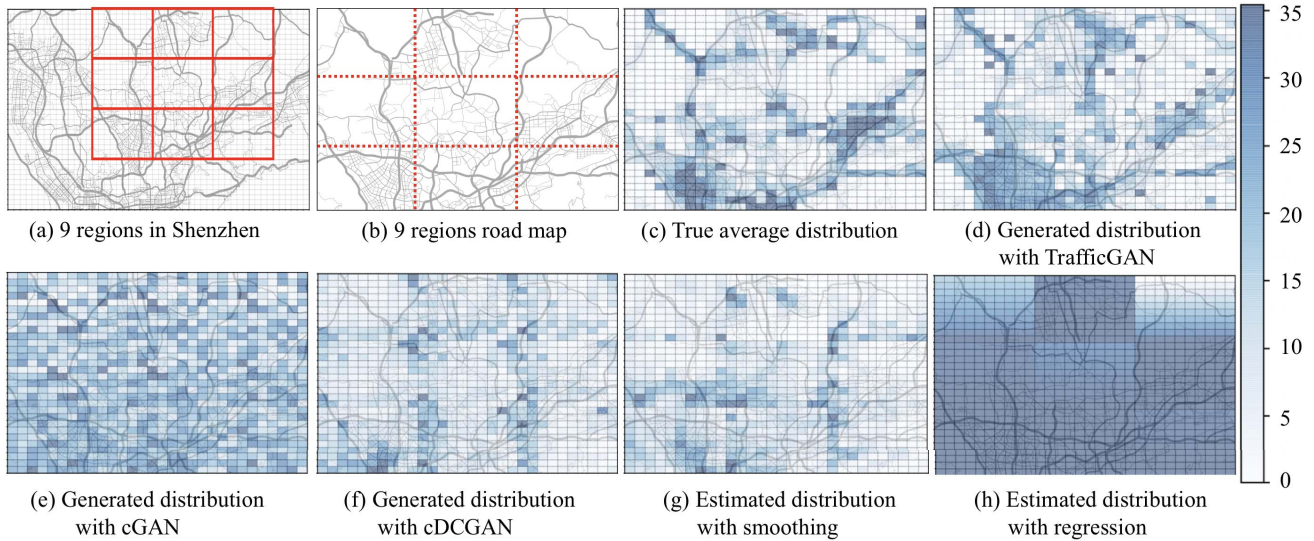 35
30
25
20
15
10
5
0
(a) 9 regions in Shenzhen
(b) 9 regions road map
(c) True average distribution
(d) Generated distribution
with TrafficGAN
(e) Generated distribution
with cGAN
(f) Generated distribution
with cDCGAN
(g) Estimated distribution
with smoothing
(h) Estimated distribution
with regression